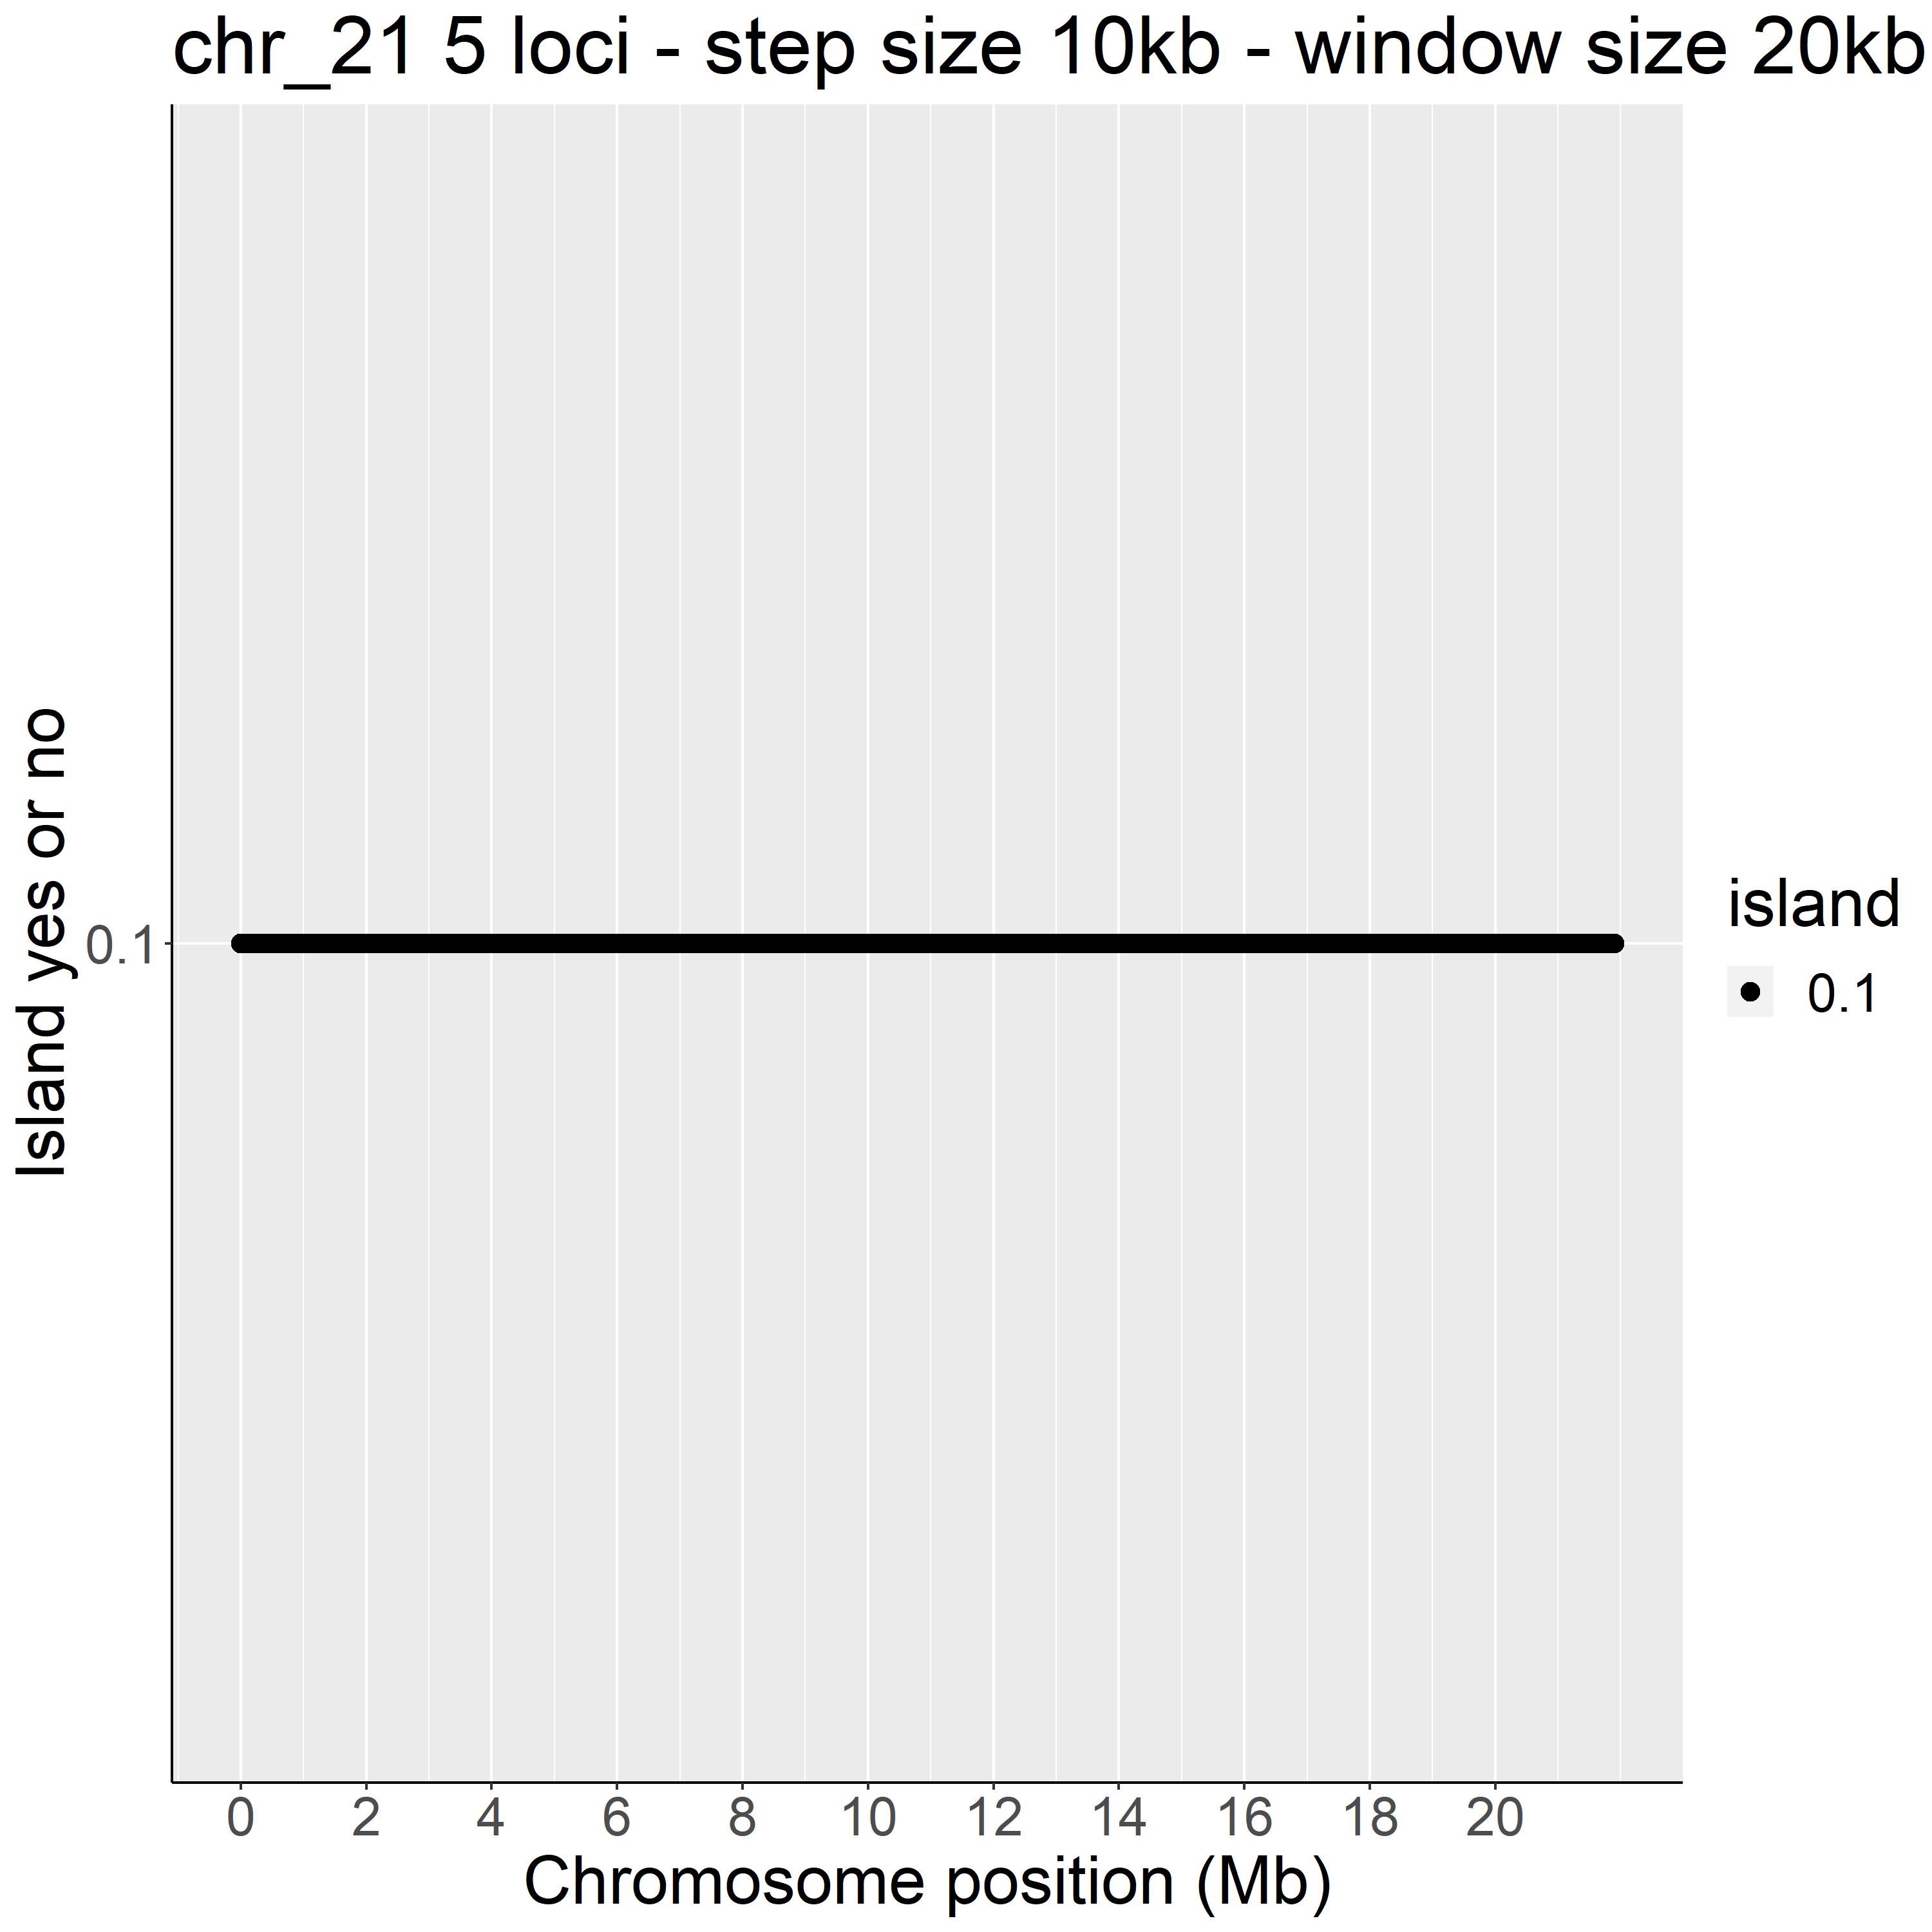 chr_21 5 loci - step size 10kb - window size 20kb
Island yes or no
0.1
island
0.1
0 2 4 6 8 10 12 14 16 18 20
Chromosome position (Mb)